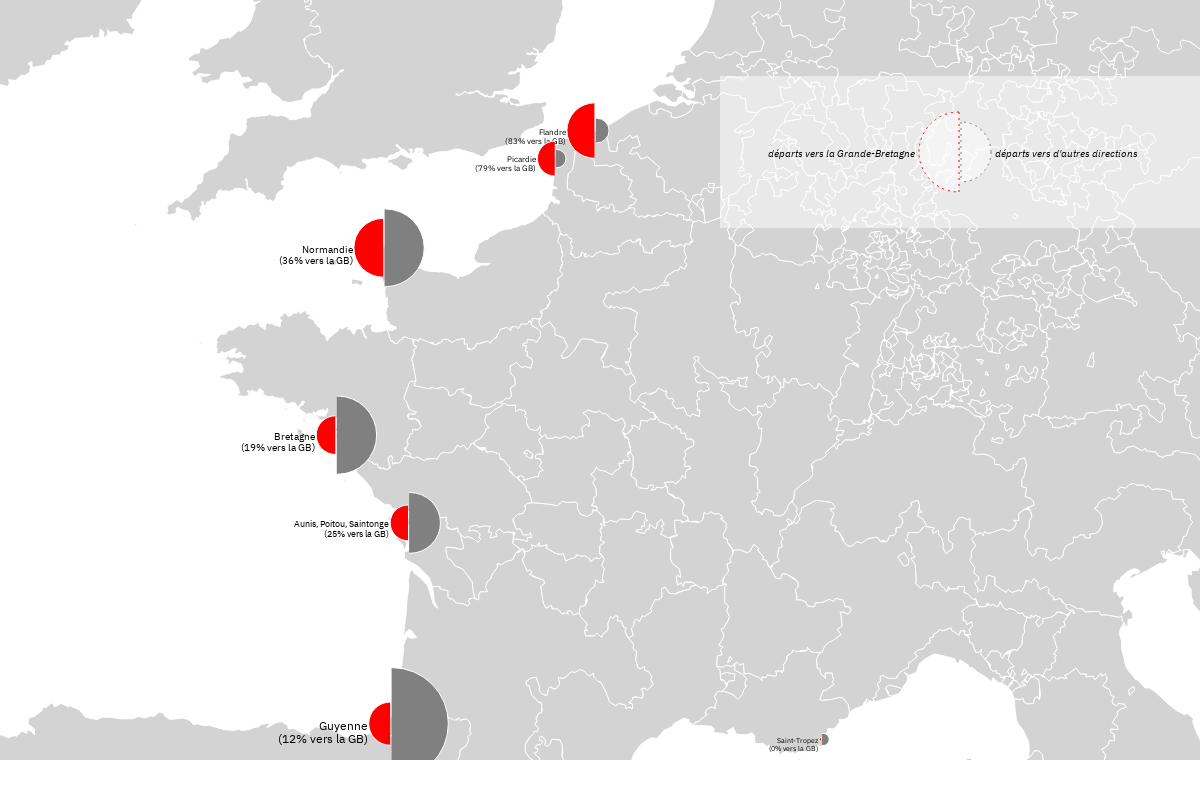 Flandre
(83% vers la GB)
Picardie
(79% vers la GB)
départs vers la Grande-Bretagne
départs vers d'autres directions
Normandie
(36% vers la GB)
Bretagne
(19% vers la GB)
Aunis, Poitou, Saintonge
(25% vers la GB)
Guyenne
(12% vers la GB)
Saint-Tropez
(0% vers la GB)